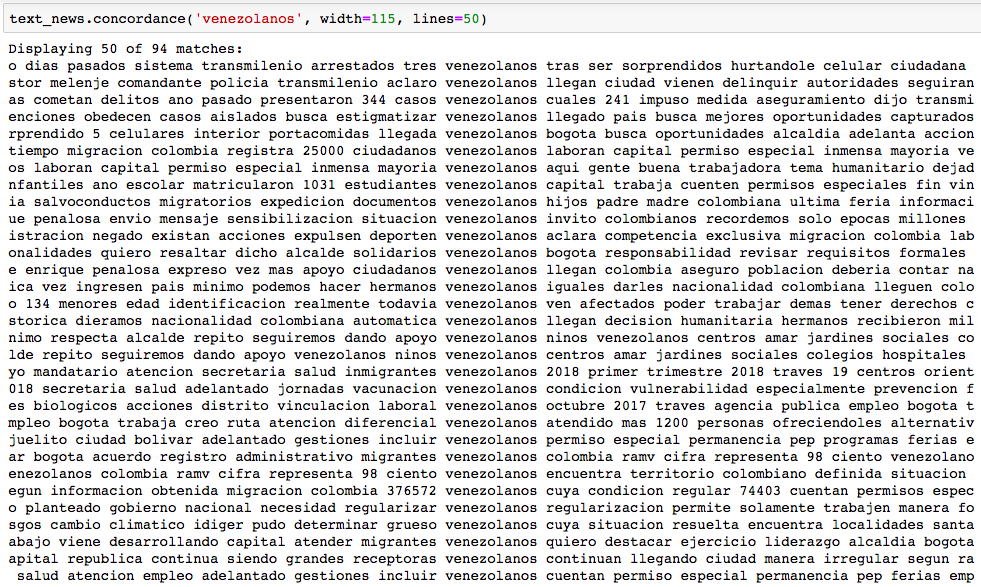 text_news.concordance('venezolanos', width=115, lines=50)
Displaying 50 of 94 matches:
o dias pasados sistema transmilenio arrestados tres venezolanos tras ser sorprendidos hurtandole celular ciudadana
stor melenje comandante policia transmilenio aclaro venezolanos llegan ciudad vienen delinquir autoridades seguiran
as cometan delitos ano pasado presentaron 344 casos venezolanos cuales 241 impuso medida aseguramiento dijo transmi
enciones obedecen casos aislados busca estigmatizar venezolanos llegado pais busca mejores oportunidades capturados
rprendido 5 celulares interior portacomidas llegada venezolanos bogota busca oportunidades alcaldia adelanta accion
tiempo migracion colombia registra 25000 ciudadanos venezolanos laboran capital permiso especial inmensa mayoria ve
os laboran capital permiso especial inmensa mayoria venezolanos aqui gente buena trabajadora tema humanitario dejad
nfantiles ano escolar matricularon 1031 estudiantes venezolanos capital trabaja cuenten permisos especiales fin vin
ia salvoconductos migratorios expedicion documentos venezolanos hijos padre madre colombiana ultima feria informaci
ue penalosa envio mensaje sensibilizacion situacion venezolanos invito colombianos recordemos solo epocas millones
istracion negado existan acciones expulsen deporten venezolanos aclara competencia exclusiva migracion colombia lab
onalidades quiero resaltar dicho alcalde solidarios venezolanos bogota responsabilidad revisar requisitos formales
e enrique penalosa expreso vez mas apoyo ciudadanos venezolanos llegan colombia aseguro poblacion deberia contar na
ica vez ingresen pais minimo podemos hacer hermanos venezolanos iguales darles nacionalidad colombiana lleguen colo
o 134 menores edad identificacion realmente todavia venezolanos ven afectados poder trabajar demas tener derechos c
storica dieramos nacionalidad colombiana automatica venezolanos llegan decision humanitaria hermanos recibieron mil
nimo respecta alcalde repito seguiremos dando apoyo venezolanos ninos venezolanos centros amar jardines sociales co
lde repito seguiremos dando apoyo venezolanos ninos venezolanos centros amar jardines sociales colegios hospitales
yo mandatario atencion secretaria salud inmigrantes venezolanos 2018 primer trimestre 2018 traves 19 centros orient
018 secretaria salud adelantado jornadas vacunacion venezolanos condicion vulnerabilidad especialmente prevencion f
es biologicos acciones distrito vinculacion laboral venezolanos octubre 2017 traves agencia publica empleo bogota t
mpleo bogota trabaja creo ruta atencion diferencial venezolanos atendido mas 1200 personas ofreciendoles alternativ
juelito ciudad bolivar adelantado gestiones incluir venezolanos permiso especial permanencia pep programas ferias e
ar bogota acuerdo registro administrativo migrantes venezolanos colombia ramv cifra representa 98 ciento venezolano
enezolanos colombia ramv cifra representa 98 ciento venezolanos encuentra territorio colombiano definida situacion
egun informacion obtenida migracion colombia 376572 venezolanos cuya condicion regular 74403 cuentan permisos espec
o planteado gobierno nacional necesidad regularizar venezolanos regularizacion permite solamente trabajen manera fo
sgos cambio climatico idiger pudo determinar grueso venezolanos cuya situacion resuelta encuentra localidades santa
abajo viene desarrollando capital atender migrantes venezolanos quiero destacar ejercicio liderazgo alcaldia bogota
apital republica continua siendo grandes receptoras venezolanos continuan llegando ciudad manera irregular segun ra
salud atencion empleo adelantado gestiones incluir venezolanos cuentan permiso especial permanencia pep ferias emp